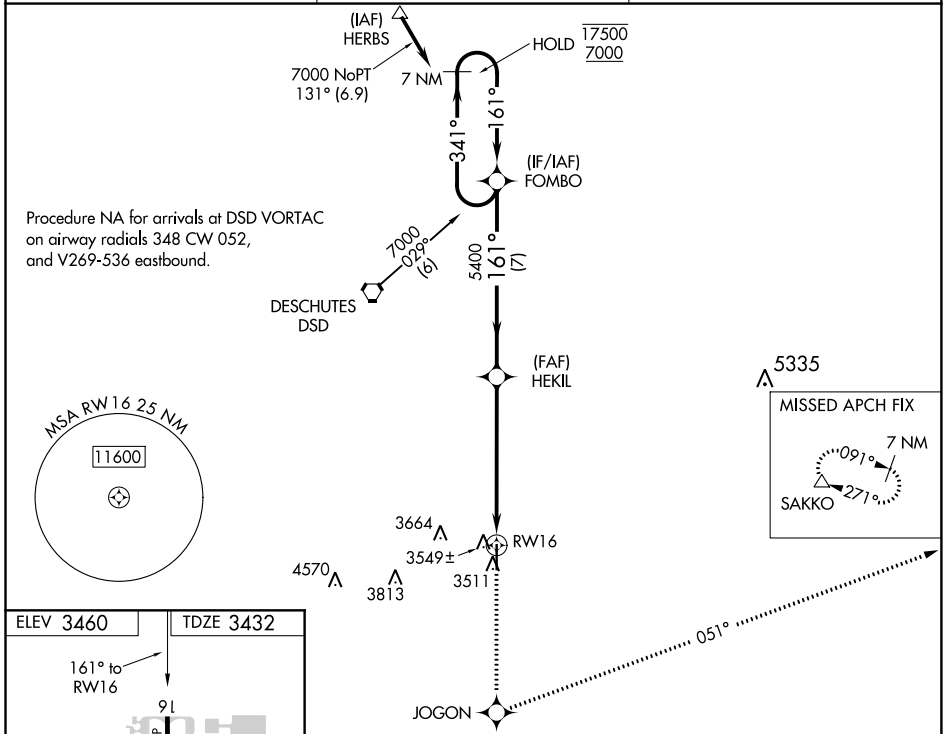 (IAF)
HERBS
7000 NoPT
131° (6.9)
7 NM
HOLD
17500
7000
341°
161°
(IF/IAF)
FOMBO
Procedure NA for arrivals at DSD VORTAC
on airway radials 348 CW 052,
and V269-536 eastbound.
7000
029°
(6)
DESCHUTES
DSD
5400
161°
(7)
(FAF)
HEKIL
5335
MISSED APCH FIX
7 NM
091°
271°
SAKKO
MSA RW16 25 NM
11600
3664
3549±
RW16
3511
4570
3813
051°
JOGON
ELEV 3460
TDZE 3432
161° to
RW16
16
P